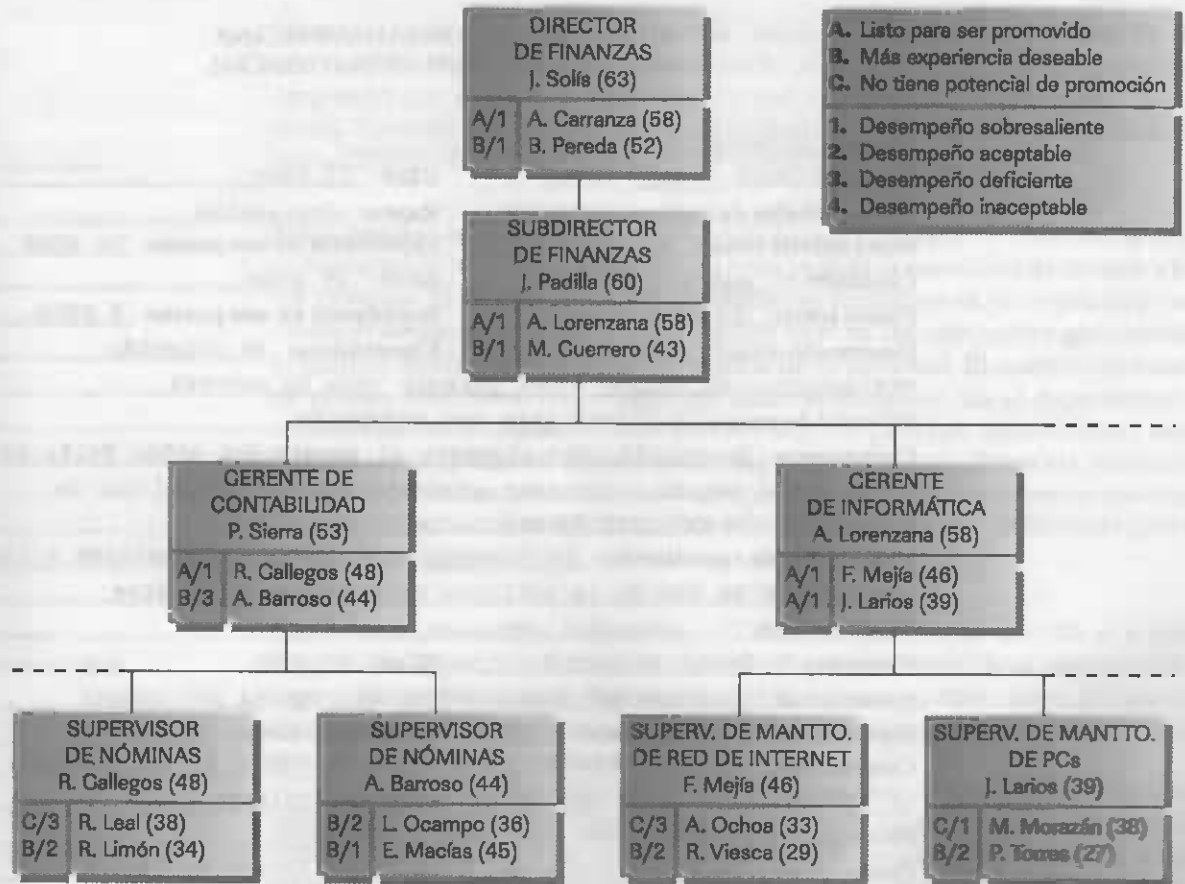 DIRECTOR
DE FINANZAS
J. Solís (63)
A/1 A. Carranza (58)
B/1 B. Pereda (52)
A. Listo para ser promovido
B. Más experiencia deseable
C. No tiene potencial de promoción
1. Desempeño sobresaliente
2. Desempeño aceptable
3. Desempeño deficiente
4. Desempeño inaceptable
SUBDIRECTOR
DE FINANZAS
J. Padilla (60)
A/1 A. Lorenzana (58)
B/1 M. Guerrero (43)
GERENTE DE
CONTABILIDAD
P. Sierra (53)
A/1 R. Gallegos (48)
B/3 A. Barroso (44)
GERENTE
DE INFORMÁTICA
A. Lorenzana (58)
A/1 F. Mejía (46)
A/1 J. Larios (39)
SUPERVISOR
DE NÓMINAS
R. Gallegos (48)
C/3 R. Leal (38)
B/2 R. Limón (34)
SUPERVISOR
DE NÓMINAS
A. Barroso (44)
B/2 L. Ocampo (36)
B/1 E. Macías (45)
SUPERV. DE MANTTO.
DE RED DE INTERNET
F. Mejía (46)
C/3 A. Ochoa (33)
B/2 R. Viesca (29)
SUPERV. DE MANTTO.
DE PCs
J. Larios (39)
C/1 M. Morazán (38)
B/2 P. Torres (27)